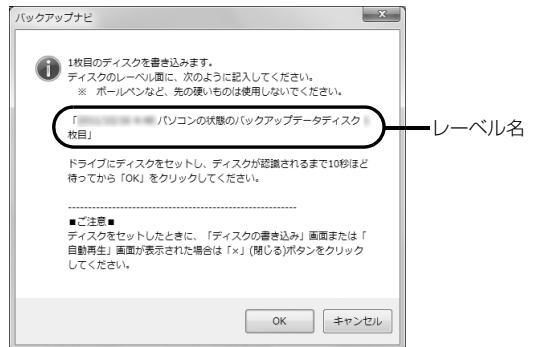 バックアップナビ
1枚目のディスクを書き込みます。
ディスクのレーベル面に、次のように記入してください。
※ ボールペンなど、先の硬いものは使用しないでください。
「 パソコンの状態のバックアップデータディスク
枚目」
レーベル名
ドライブにディスクをセットし、ディスクが認識されるまで10秒ほど
待ってから「OK」をクリックしてください。
------------------------------------------------------------
■ご注意■
ディスクをセットしたときに、「ディスクの書き込み」画面または「
自動再生」画面が表示された場合は「×」(閉じる)ボタンをクリック
してください。
OK
キャンセル